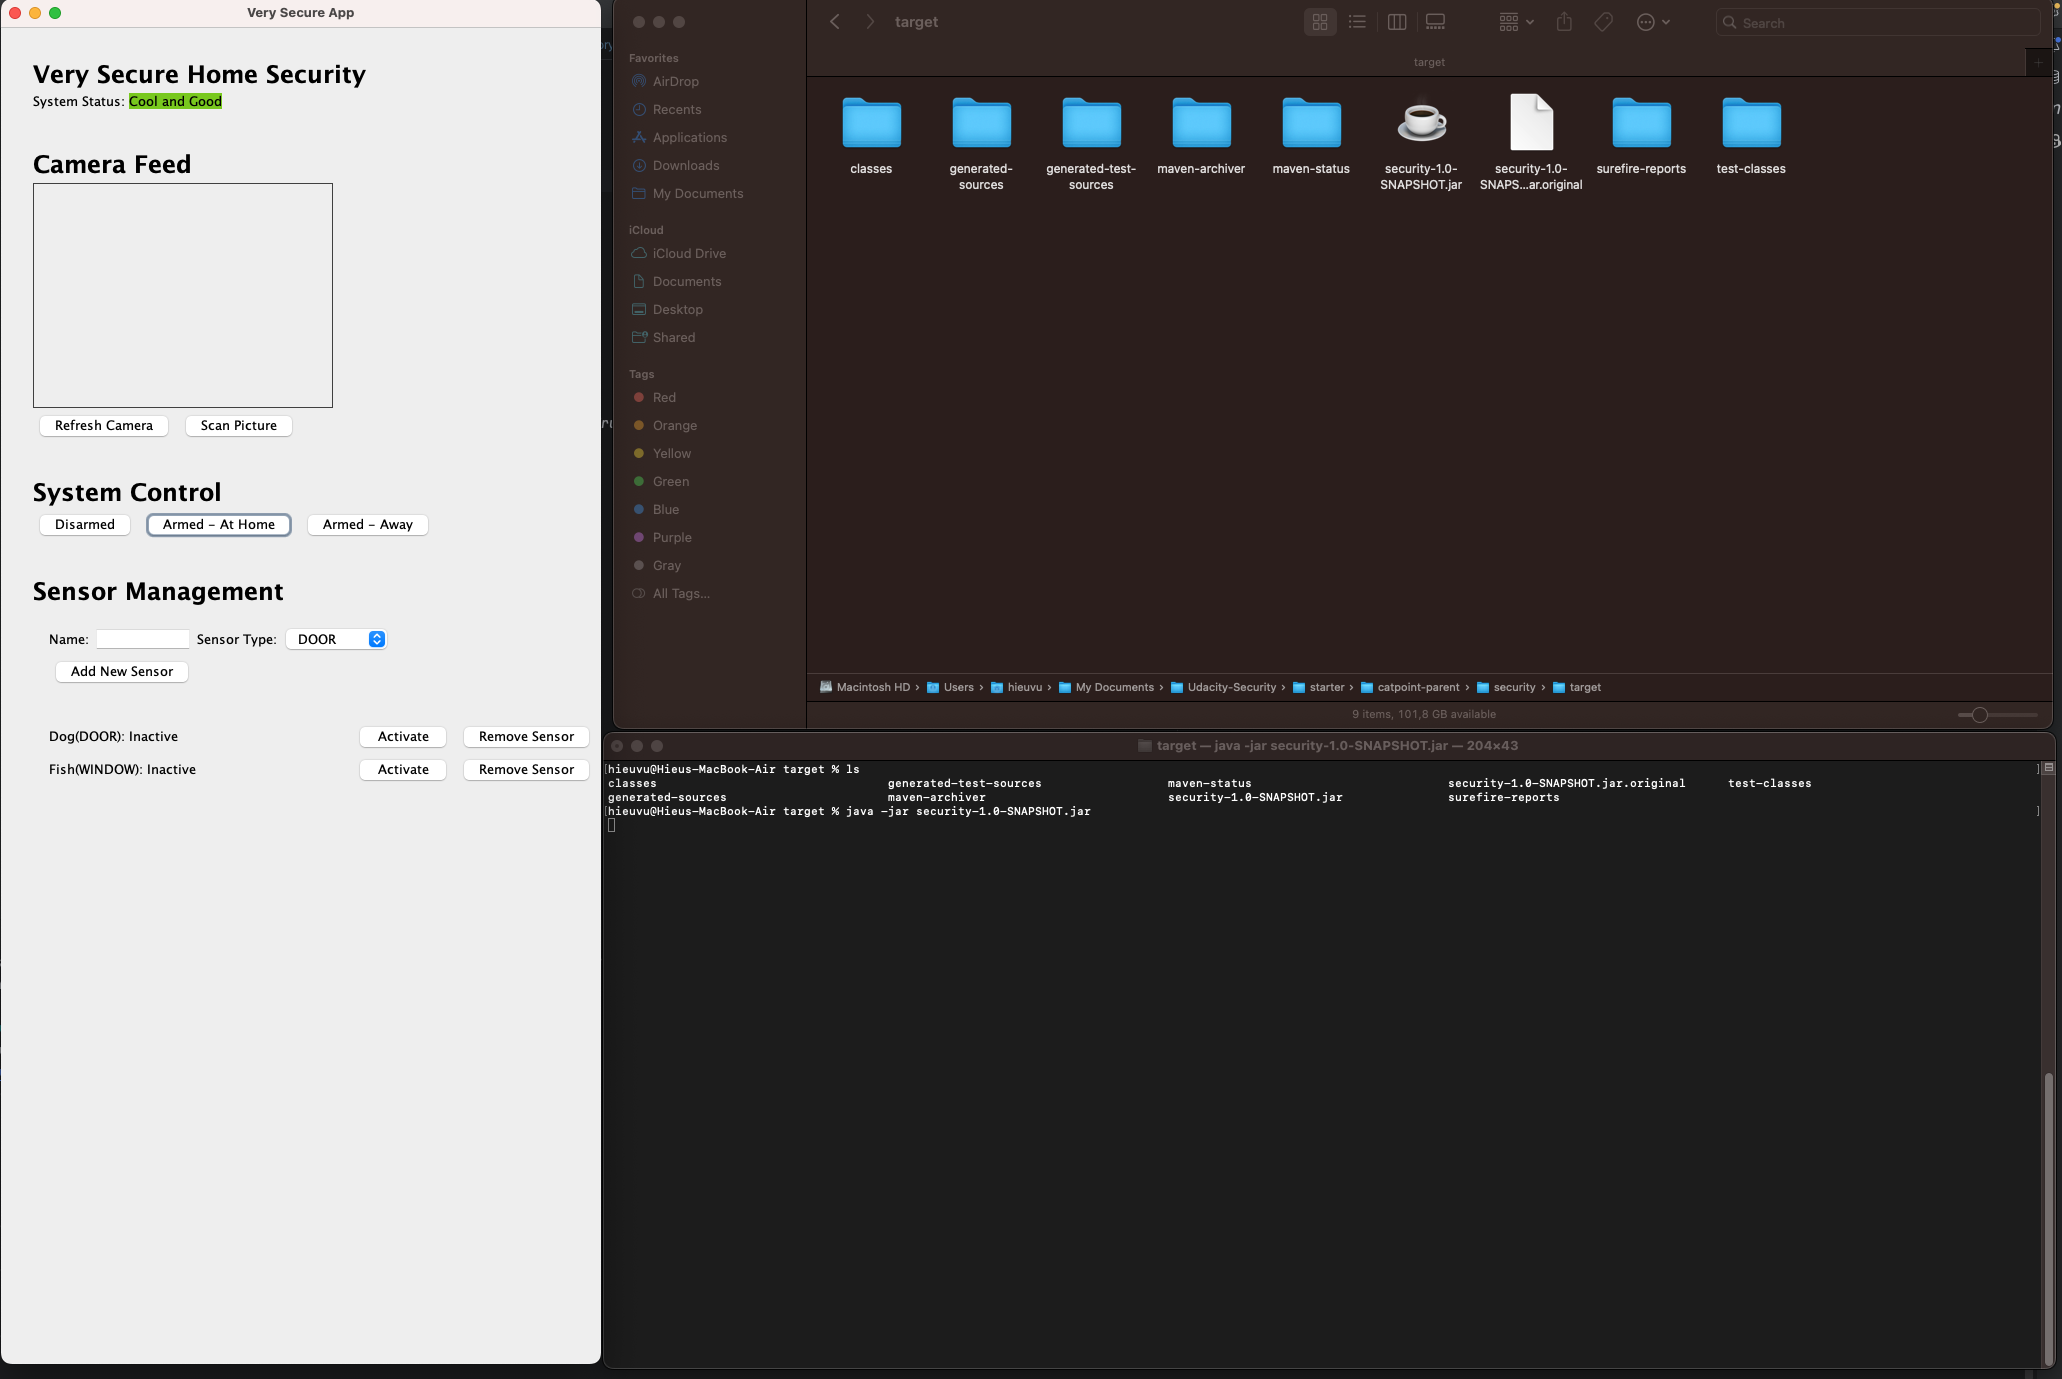 Very Secure App
Very Secure Home Security
System Status: Cool and Good
Camera Feed
Refresh Camera
Scan Picture
System Control
Disarmed
Armed – At Home
Armed – Away
Sensor Management
Name:
Sensor Type:
DOOR
Add New Sensor
Dog(DOOR): Inactive
Activate
Remove Sensor
Fish(WINDOW): Inactive
Activate
Remove Sensor
target
Search
Favorites
AirDrop
Recents
Applications
Downloads
My Documents
iCloud
iCloud Drive
Documents
Desktop
Shared
Tags
Red
Orange
Yellow
Green
Blue
Purple
Gray
All Tags...
target
classes
generated-
sources
generated-test-
sources
maven-archiver
maven-status
security-1.0-
SNAPSHOT.jar
security-1.0-
SNAPS...ar.original
surefire-reports
test-classes
Macintosh HD › Users › hieuvu › My Documents › Udacity-Security › starter › catpoint-parent › security › target
9 items, 101,8 GB available
target — java -jar security-1.0-SNAPSHOT.jar — 204×43
[hieuvu@Hieus-MacBook-Air target % ls ]
classes generated-test-sources maven-status security-1.0-SNAPSHOT.jar.original test-classes
generated-sources maven-archiver security-1.0-SNAPSHOT.jar surefire-reports
[hieuvu@Hieus-MacBook-Air target % java -jar security-1.0-SNAPSHOT.jar ]